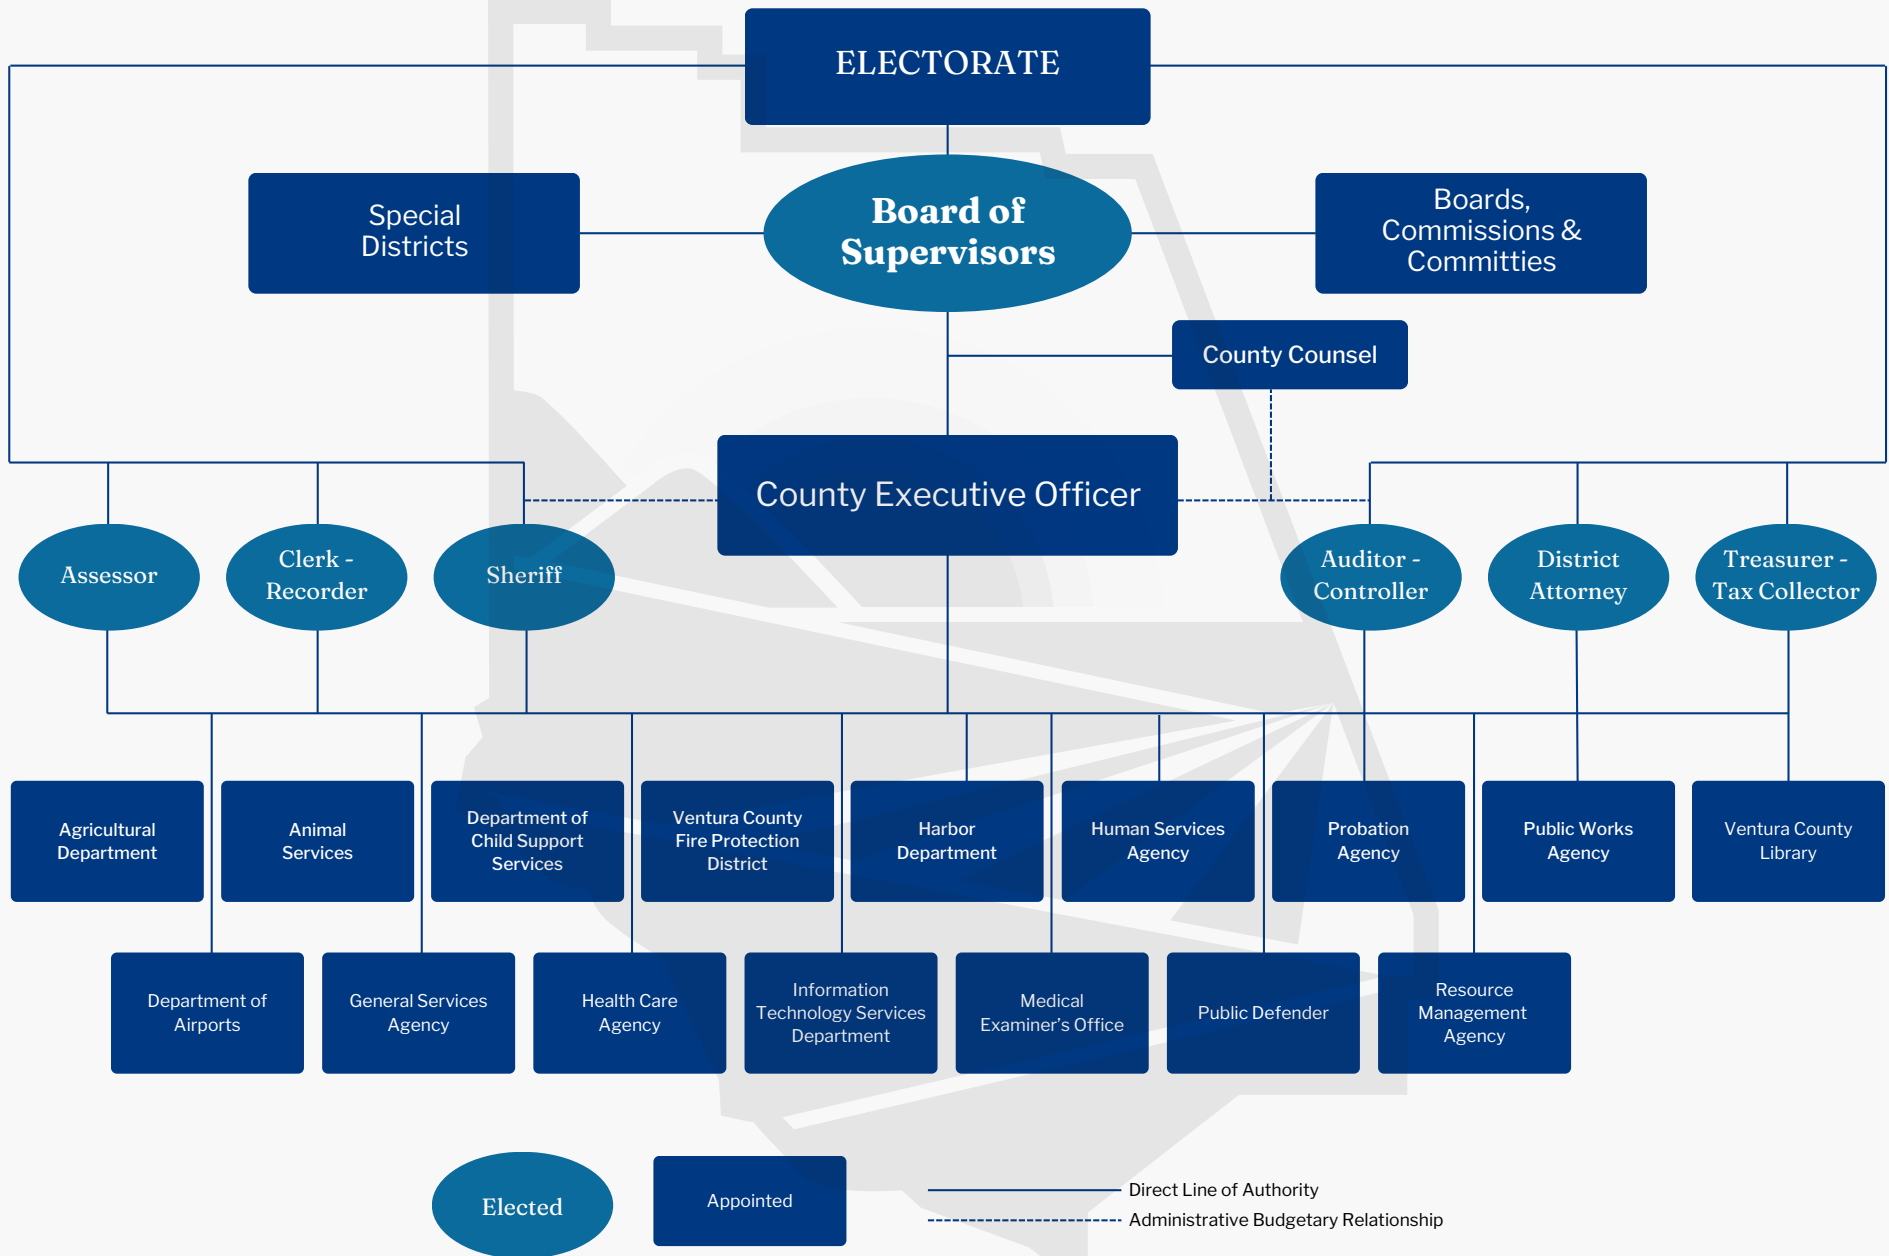 ELECTORATE
Special
Districts
Board of
Supervisors
Boards,
Commissions &
Committies
County Counsel
County Executive Officer
Assessor
Clerk -
Recorder
Sheriff
Auditor -
Controller
District
Attorney
Treasurer -
Tax Collector
Agricultural
Department
Animal
Services
Department of
Child Support
Services
Ventura County
Fire Protection
District
Harbor
Department
Human Services
Agency
Probation
Agency
Public Works
Agency
Ventura County
Library
Department of
Airports
General Services
Agency
Health Care
Agency
Information
Technology Services
Department
Medical
Examiner’s Office
Public Defender
Resource
Management
Agency
Elected
Appointed
Direct Line of Authority
Administrative Budgetary Relationship